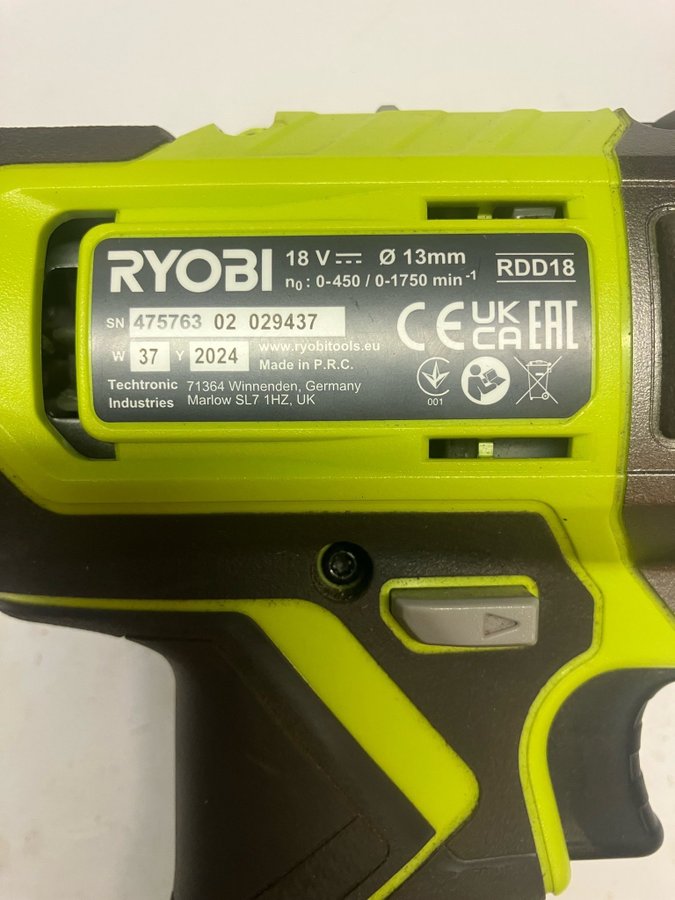 RYOBI 18 V ⎓ Ø 13mm RDD18
n₀ : 0-450 / 0-1750 min⁻¹
SN 475763 02 029437
W 37 Y 2024 www.ryobitools.eu
Made in P.R.C.
CE UK CA EAC
001
Techtronic Industries
71364 Winnenden, Germany
Marlow SL7 1HZ, UK